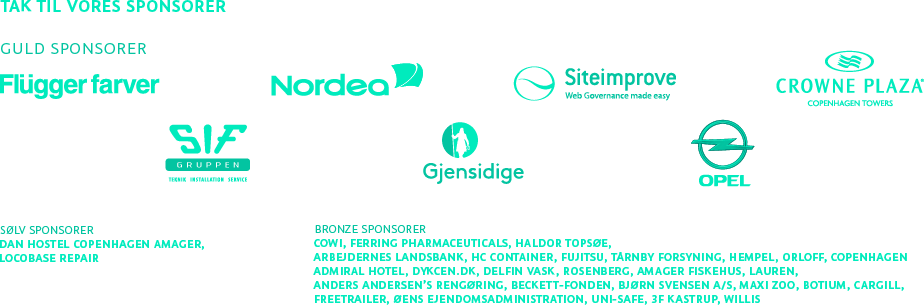 TAK TIL VORES SPONSORER
GULD SPONSORER
Flügger farver
Nordea
Siteimprove
Web Governance made easy
CROWNE PLAZA
COPENHAGEN TOWERS
SIF
GRUPPEN
TEKNIK INSTALLATION SERVICE
Gjensidige
OPEL
SØLV SPONSORER
DAN HOSTEL COPENHAGEN AMAGER,
LOCOBASE REPAIR
BRONZE SPONSORER
COWI, FERRING PHARMACEUTICALS, HALDOR TOPSØE,
ARBEJDERNES LANDSBANK, HC CONTAINER, FUJITSU, TÅRNBY FORSYNING, HEMPEL, ORLOFF, COPENHAGEN
ADMIRAL HOTEL, DYKCEN.DK, DELFIN VASK, ROSENBERG, AMAGER FISKEHUS, LAUREN,
ANDERS ANDERSEN'S RENGØRING, BECKETT-FONDEN, BJØRN SVENSEN A/S, MAXI ZOO, BOTIUM, CARGILL,
FREETRAILER, ØENS EJENDOMSADMINISTRATION, UNI-SAFE, 3F KASTRUP, WILLIS